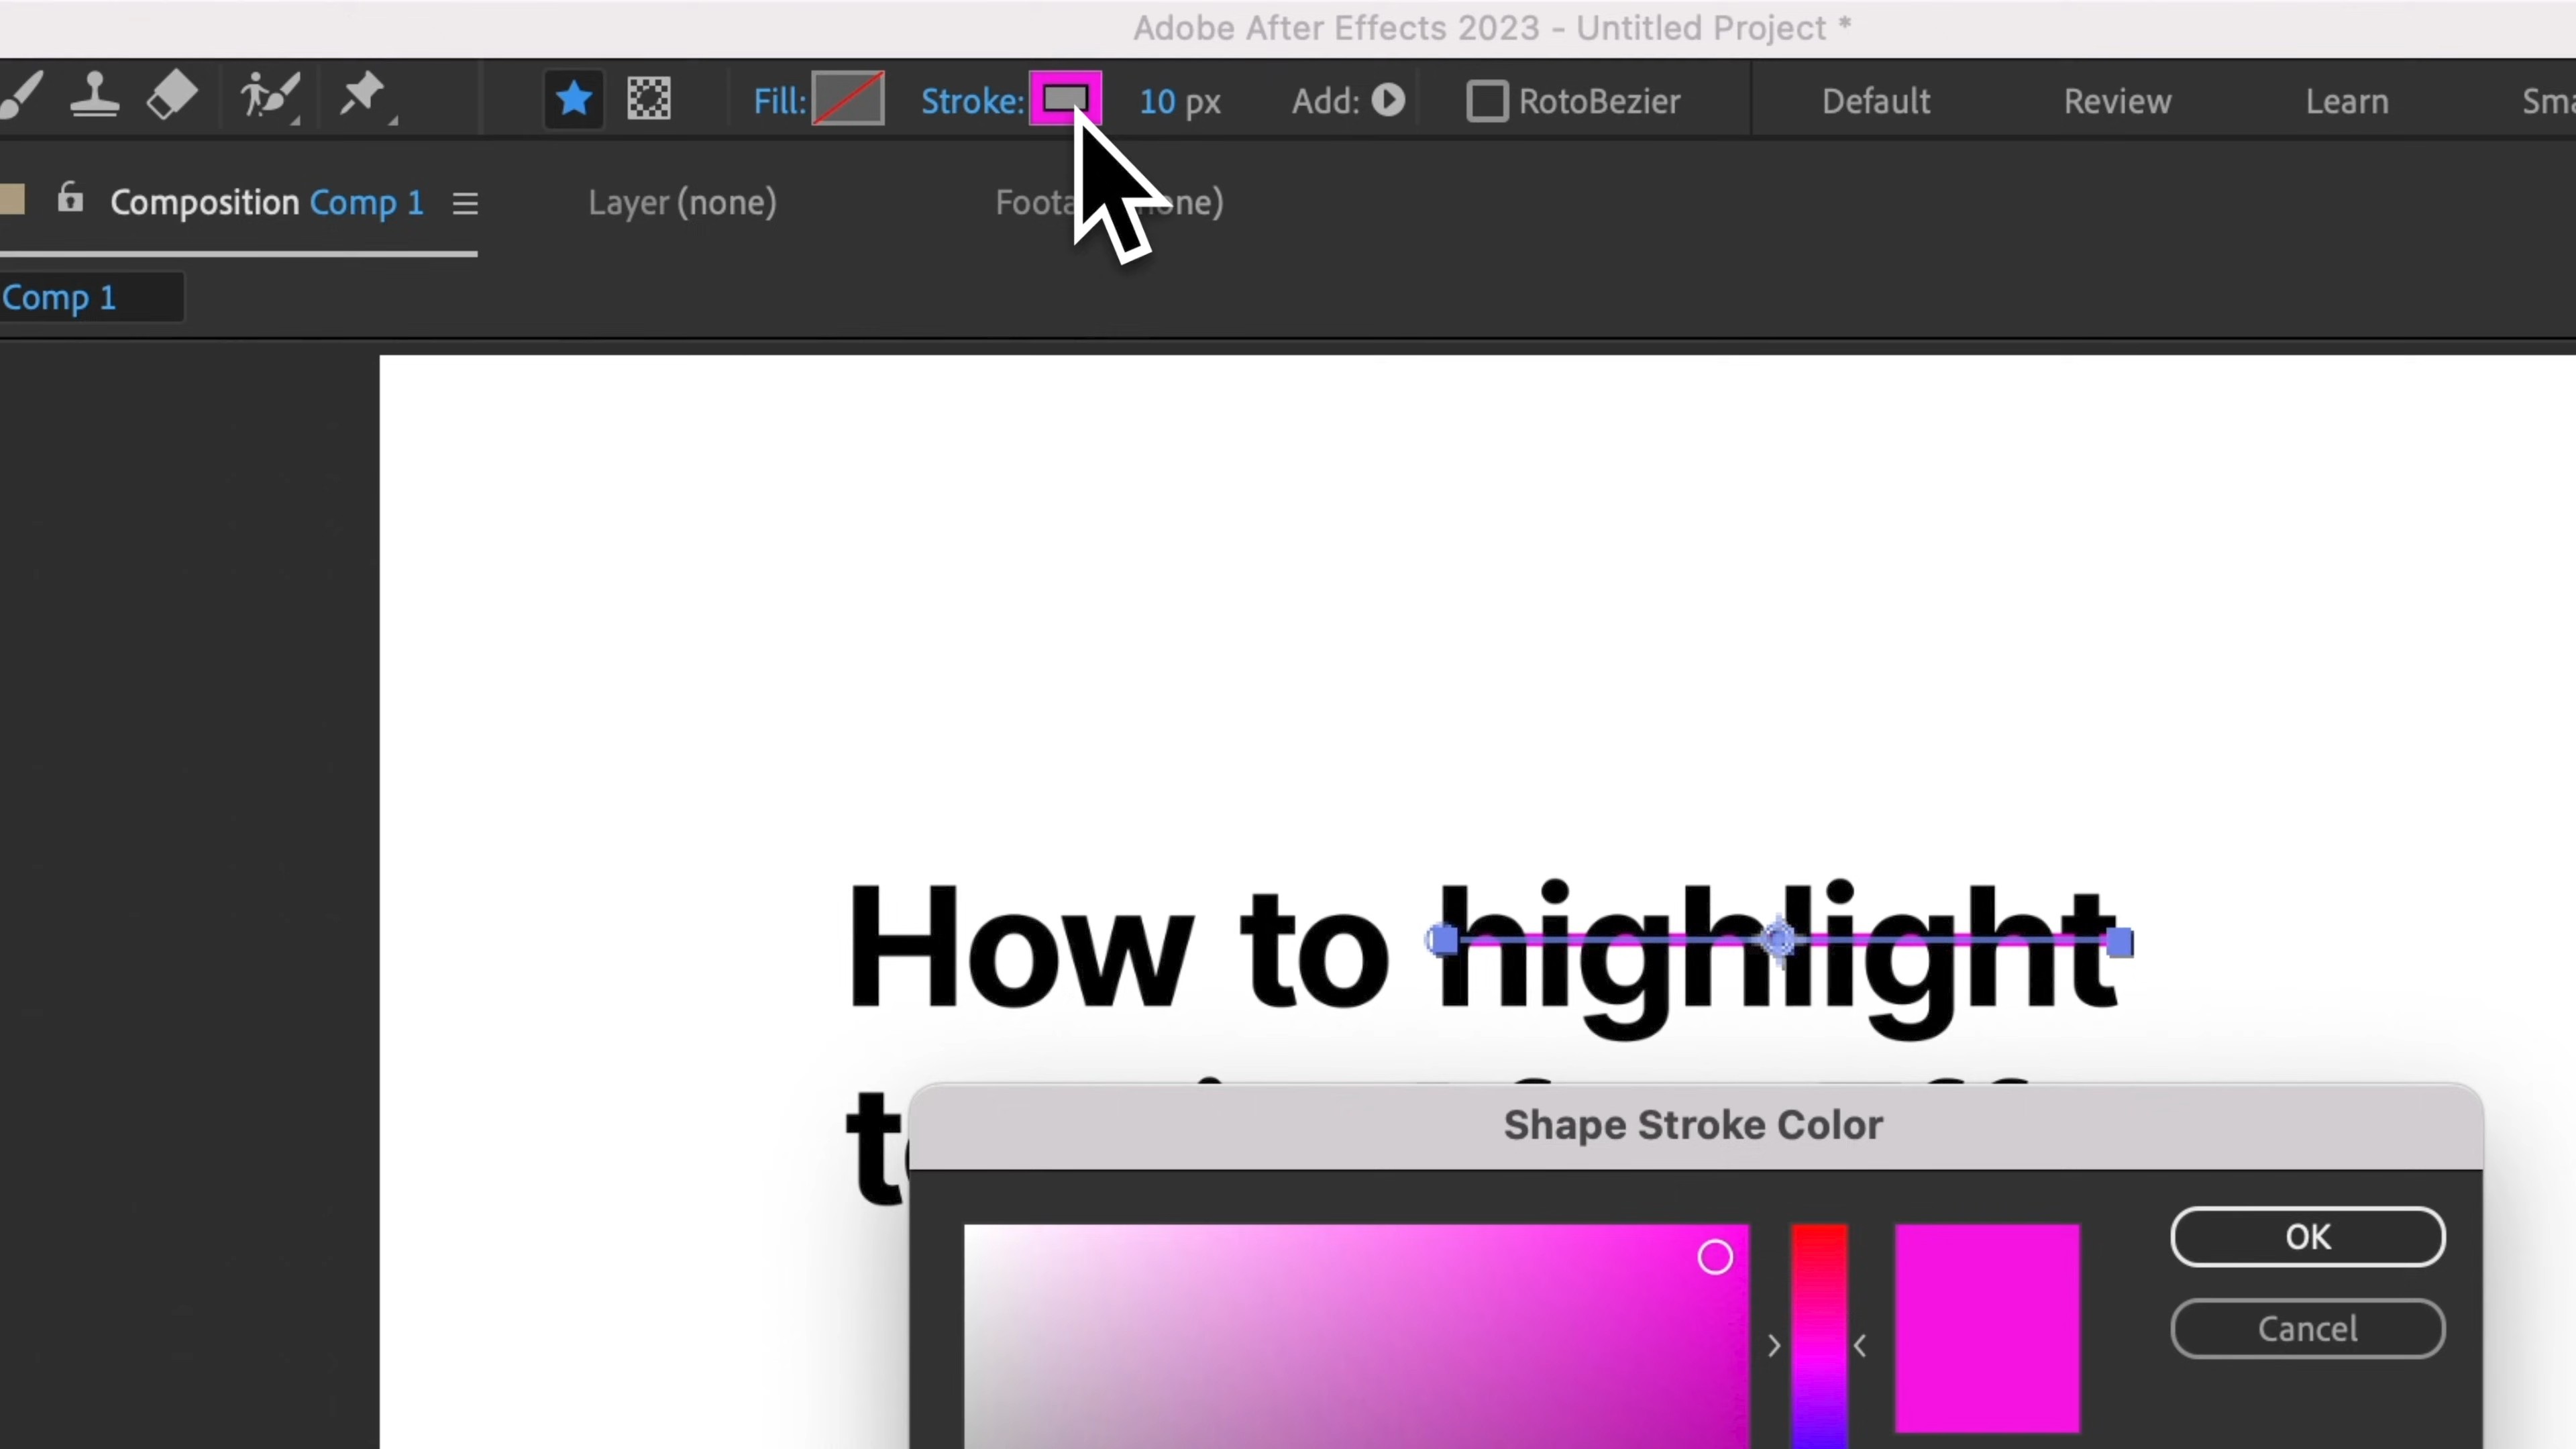 Adobe After Effects 2023 - Untitled Project *
Fill: Stroke: 10 px Add: RotoBezier Default Review Learn
Composition Comp 1 Layer (none)
Comp 1
How to highlight
Shape Stroke Color
OK
Cancel